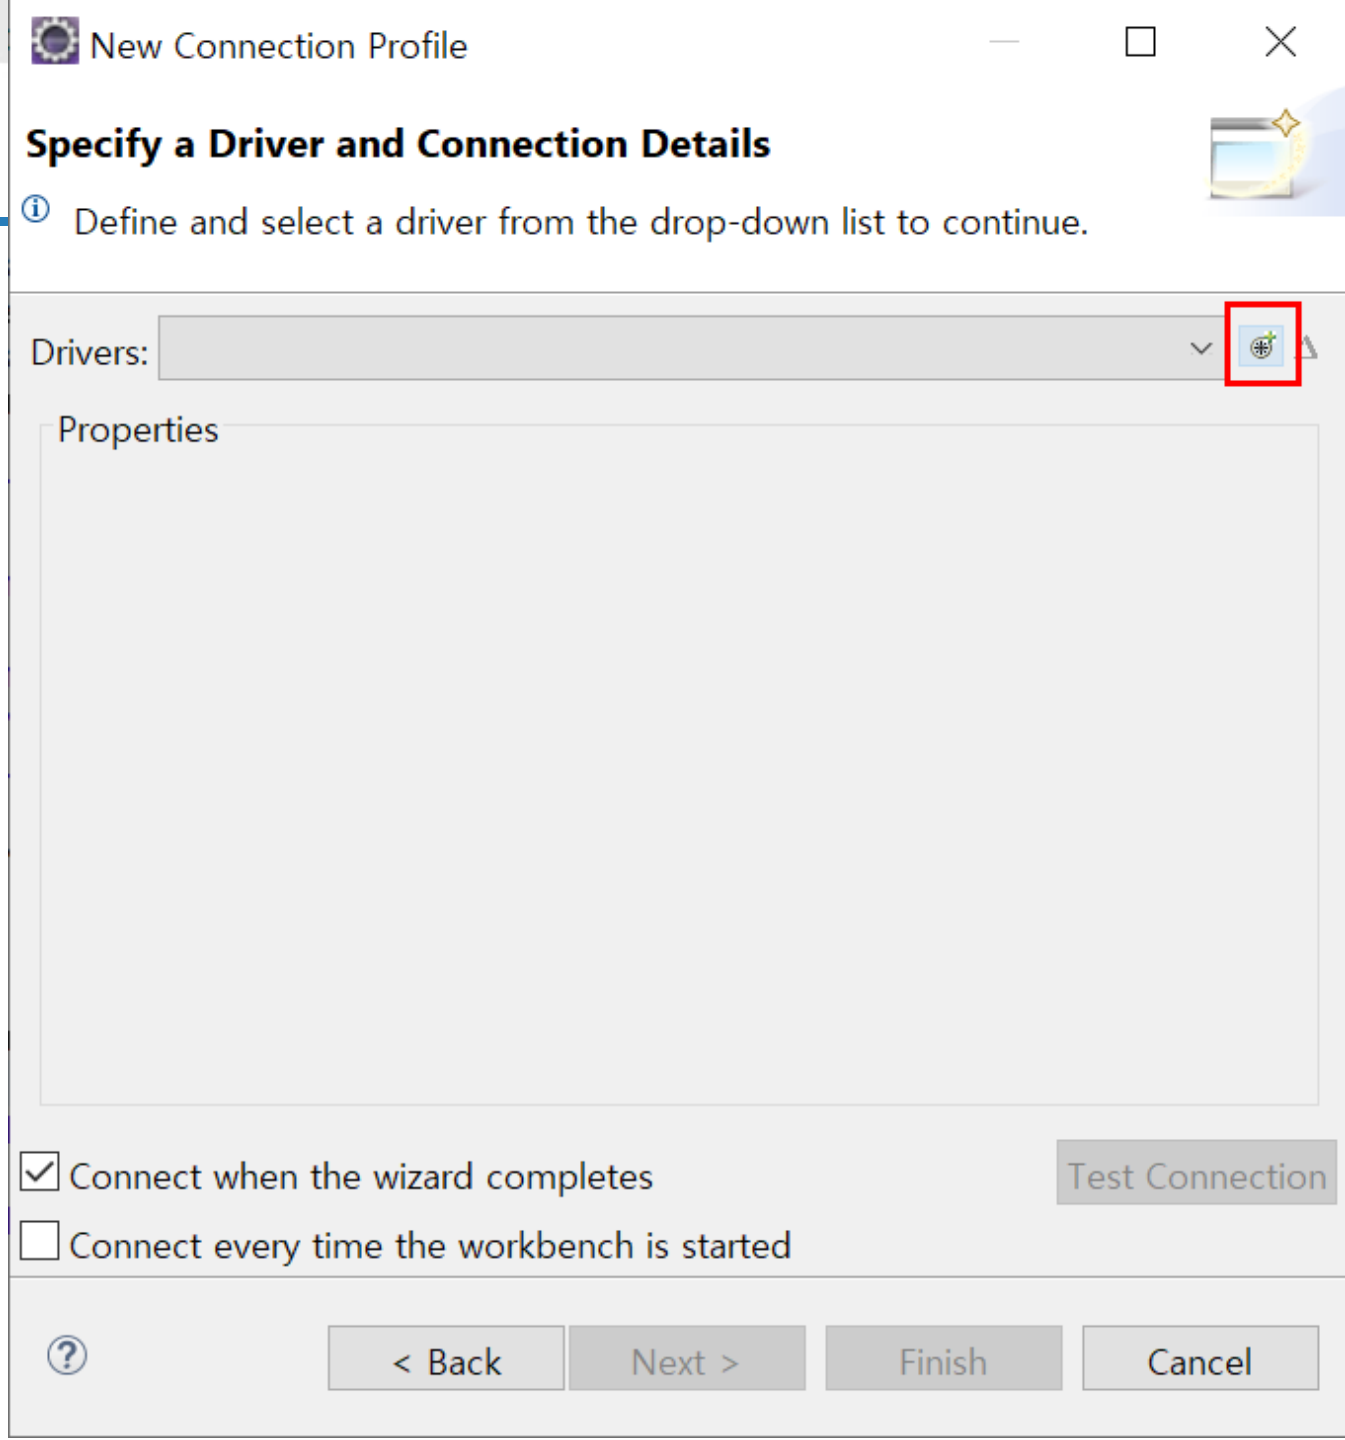 New Connection Profile
Specify a Driver and Connection Details
Define and select a driver from the drop-down list to continue.
Drivers:
Properties
Connect when the wizard completes
Test Connection
Connect every time the workbench is started
< Back
Next >
Finish
Cancel